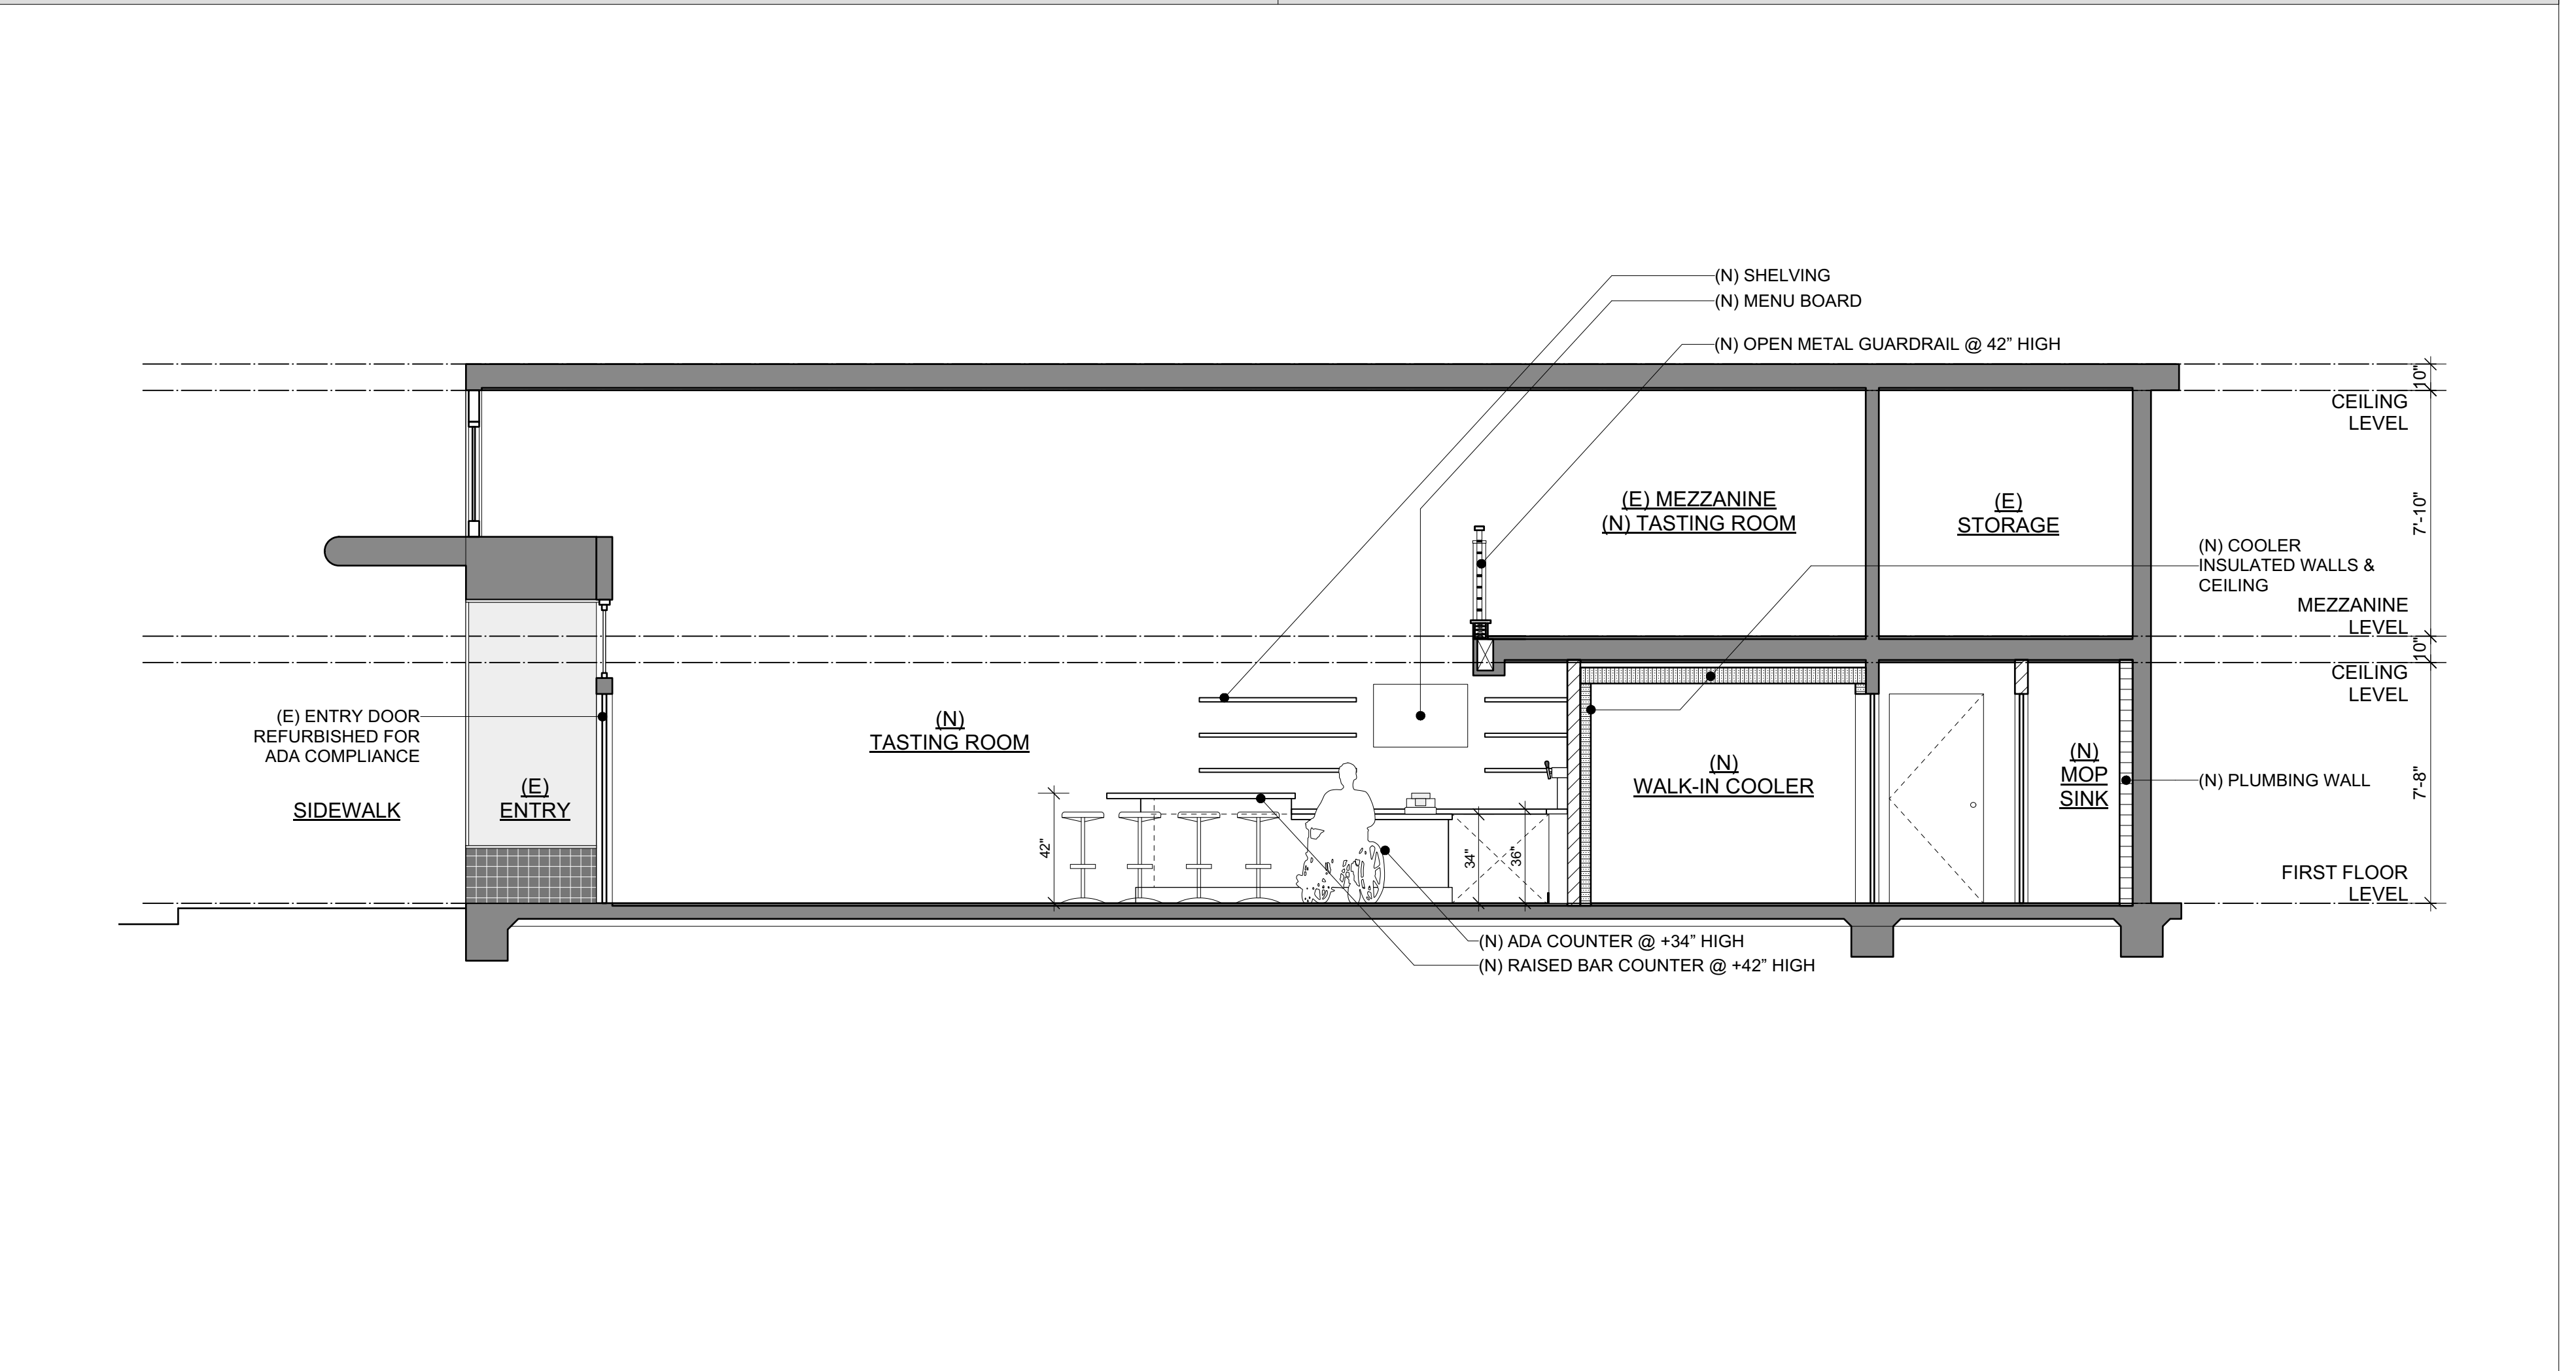 (N) SHELVING
(N) MENU BOARD
(N) OPEN METAL GUARDRAIL @ 42” HIGH
10"
CEILING
LEVEL
(E) MEZZANINE
(N) TASTING ROOM
(E)
STORAGE
7'-10"
(N) COOLER
INSULATED WALLS &
CEILING
MEZZANINE
LEVEL
10"
CEILING
LEVEL
(E) ENTRY DOOR
REFURBISHED FOR
ADA COMPLIANCE
(N)
TASTING ROOM
(E)
ENTRY
SIDEWALK
(N)
WALK-IN COOLER
(N)
MOP
SINK
(N) PLUMBING WALL
7'-8"
42"
34"
36"
FIRST FLOOR
LEVEL
(N) ADA COUNTER @ +34” HIGH
(N) RAISED BAR COUNTER @ +42” HIGH